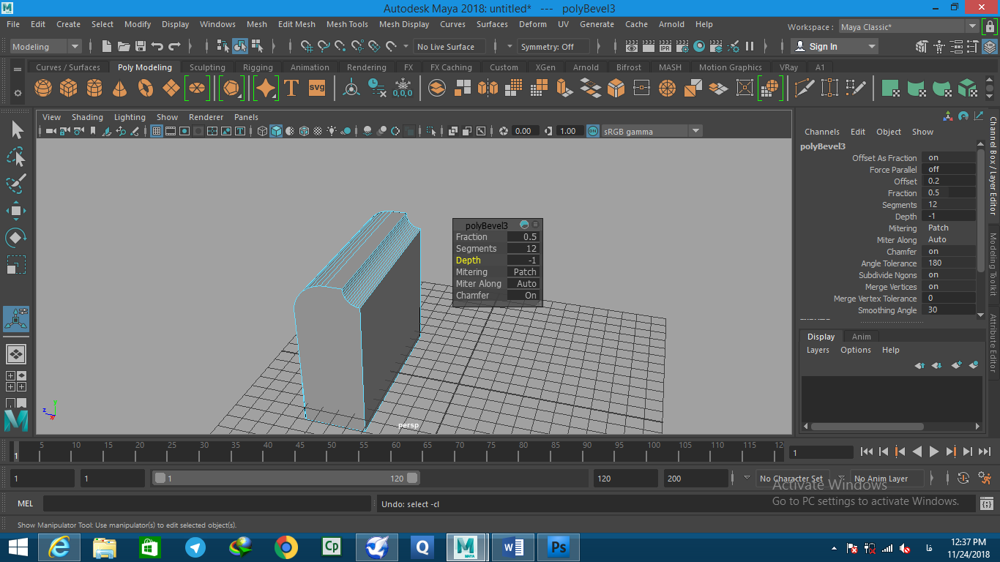 Autodesk Maya 2018: untitled* --- polyBevel3
File Edit Create Select Modify Display Windows Mesh Edit Mesh Mesh Tools Mesh Display Curves Surfaces Deform UV Generate Cache Arnold Help
Workspace : Maya Classic*
Modeling No Live Surface Symmetry: Off IPR Sign In
Curves / Surfaces Poly Modeling Sculpting Rigging Animation Rendering FX FX Caching Custom XGen Arnold Bifrost MASH Motion Graphics VRay A1
T SVG 0,0,0
View Shading Lighting Show Renderer Panels
0.00 1.00 ON sRGB gamma
Channels Edit Object Show
polyBevel3
Offset As Fraction on
Force Parallel off
Offset 0.2
Fraction 0.5
Segments 12
Depth -1
Mitering Patch
Miter Along Auto
Chamfer on
Angle Tolerance 180
Subdivide Ngons on
Merge Vertices on
Merge Vertex Tolerance 0
Smoothing Angle 30
Channel Box / Layer Editor
Modeling Toolkit
Attribute Editor
polyBevel3
Fraction 0.5
Segments 12
Depth -1
Mitering Patch
Miter Along Auto
Chamfer On
Display Anim
Layers Options Help
z
persp
1 5 10 15 20 25 30 35 40 45 50 55 60 65 70 75 80 85 90 95 100 105 110 115 12
1
1 1 1 120 120 200 No Character Set No Anim Layer
Activate Windows
Go to PC settings to activate Windows.
MEL Undo: select -cl
Show Manipulator Tool: Use manipulator(s) to edit selected object(s).
M MAYA
Cp Q W Ps
فا
12:37 PM
11/24/2018